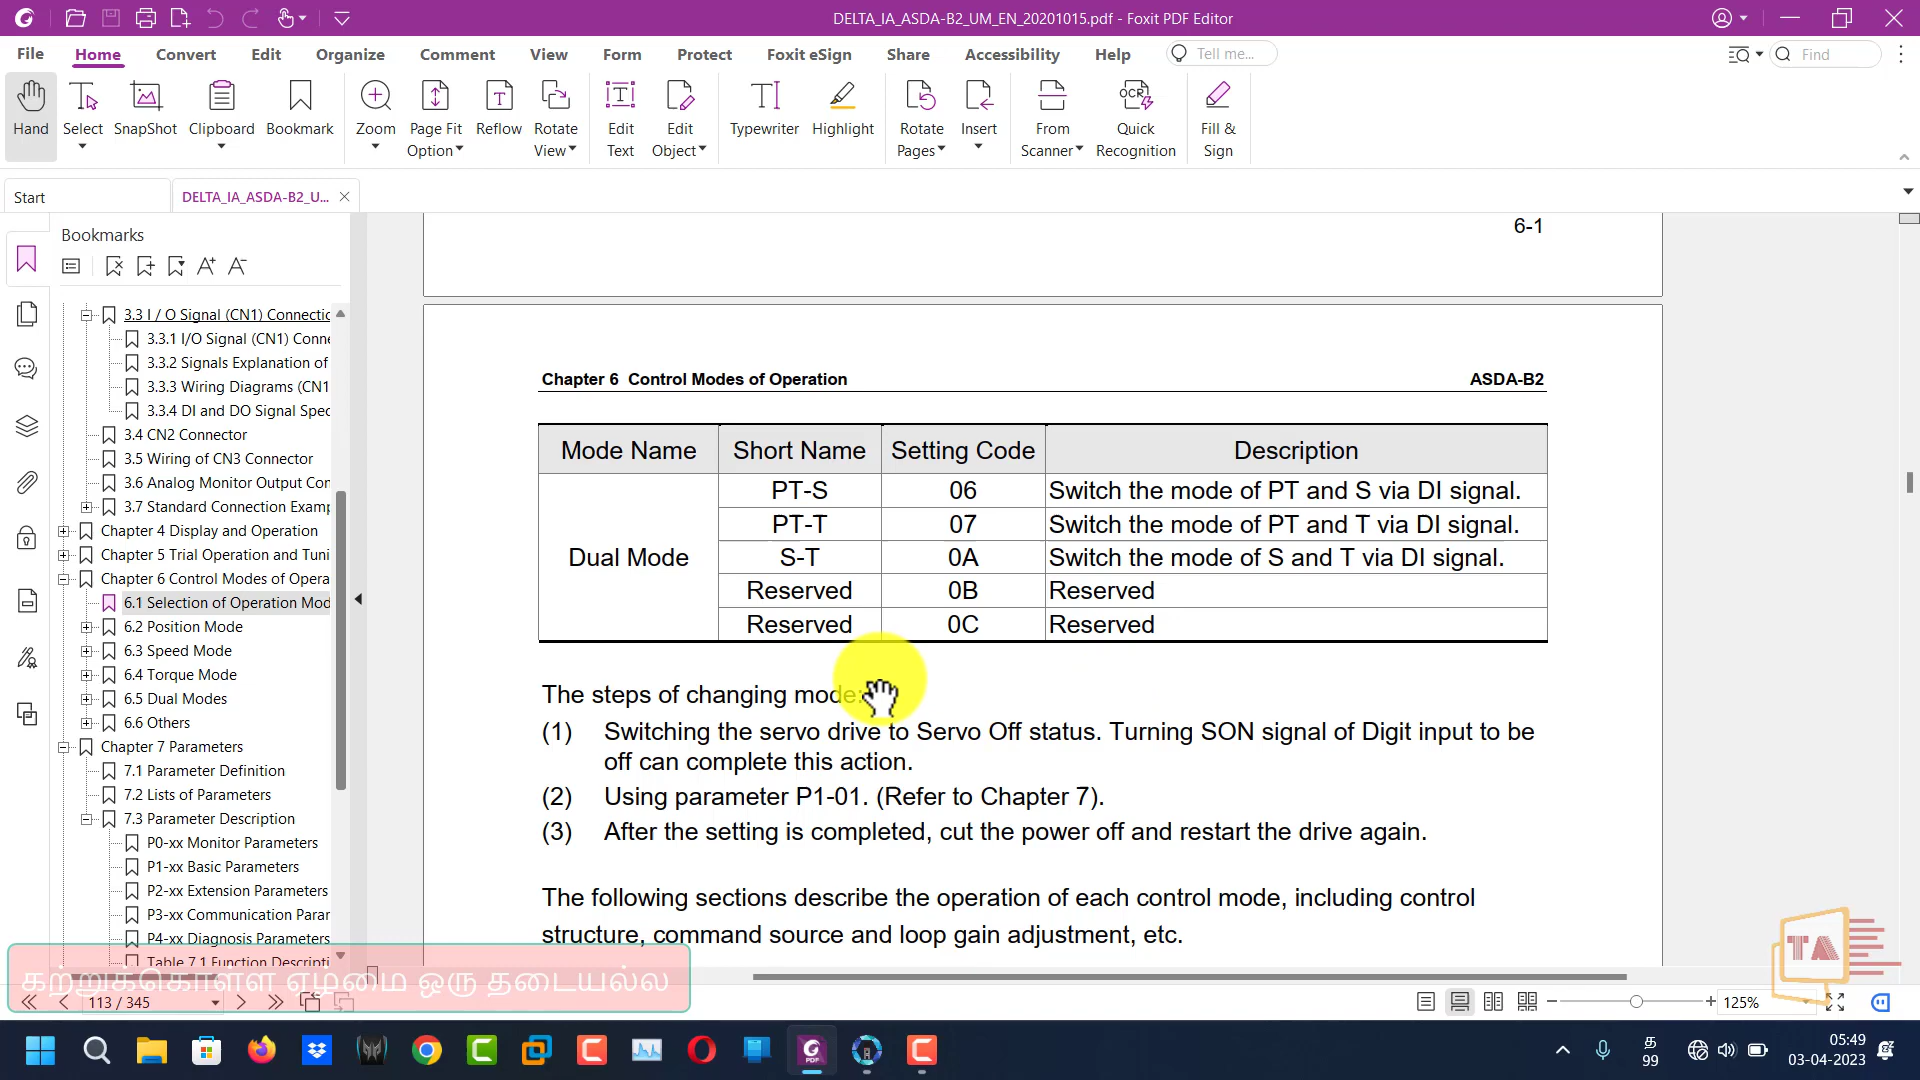 DELTA_IA_ASDA-B2_UM_EN_20201015.pdf - Foxit PDF Editor
File Home Convert Edit Organize Comment View Form Protect Foxit eSign Share Accessibility Help Tell me... Find
Hand Select SnapShot Clipboard Bookmark Zoom Page Fit Option Reflow Rotate View Edit Text Edit Object Typewriter Highlight Rotate Pages Insert From Scanner OCR Quick Recognition Fill & Sign
Start DELTA_IA_ASDA-B2_U...
Bookmarks
3.3 I / O Signal (CN1) Connectic
3.3.1 I/O Signal (CN1) Conne
3.3.2 Signals Explanation of
3.3.3 Wiring Diagrams (CN1
3.3.4 DI and DO Signal Spec
3.4 CN2 Connector
3.5 Wiring of CN3 Connector
3.6 Analog Monitor Output Con
3.7 Standard Connection Examp
Chapter 4 Display and Operation
Chapter 5 Trial Operation and Tuni
Chapter 6 Control Modes of Opera
6.1 Selection of Operation Mod
6.2 Position Mode
6.3 Speed Mode
6.4 Torque Mode
6.5 Dual Modes
6.6 Others
Chapter 7 Parameters
7.1 Parameter Definition
7.2 Lists of Parameters
7.3 Parameter Description
P0-xx Monitor Parameters
P1-xx Basic Parameters
P2-xx Extension Parameters
P3-xx Communication Parar
P4-xx Diagnosis Parameters
Table 7.1 Function Descripti
6-1
Chapter 6 Control Modes of Operation ASDA-B2
Mode Name Short Name Setting Code Description
Dual Mode
PT-S 06 Switch the mode of PT and S via DI signal.
PT-T 07 Switch the mode of PT and T via DI signal.
S-T 0A Switch the mode of S and T via DI signal.
Reserved 0B Reserved
Reserved 0C Reserved
The steps of changing mode:
(1) Switching the servo drive to Servo Off status. Turning SON signal of Digit input to be
off can complete this action.
(2) Using parameter P1-01. (Refer to Chapter 7).
(3) After the setting is completed, cut the power off and restart the drive again.
The following sections describe the operation of each control mode, including control
structure, command source and loop gain adjustment, etc.
கற்றுக்கொள்ள ஏழ்மை ஒரு தடையல்ல
TA
113 / 345 125%
த
99
05:49
03-04-2023